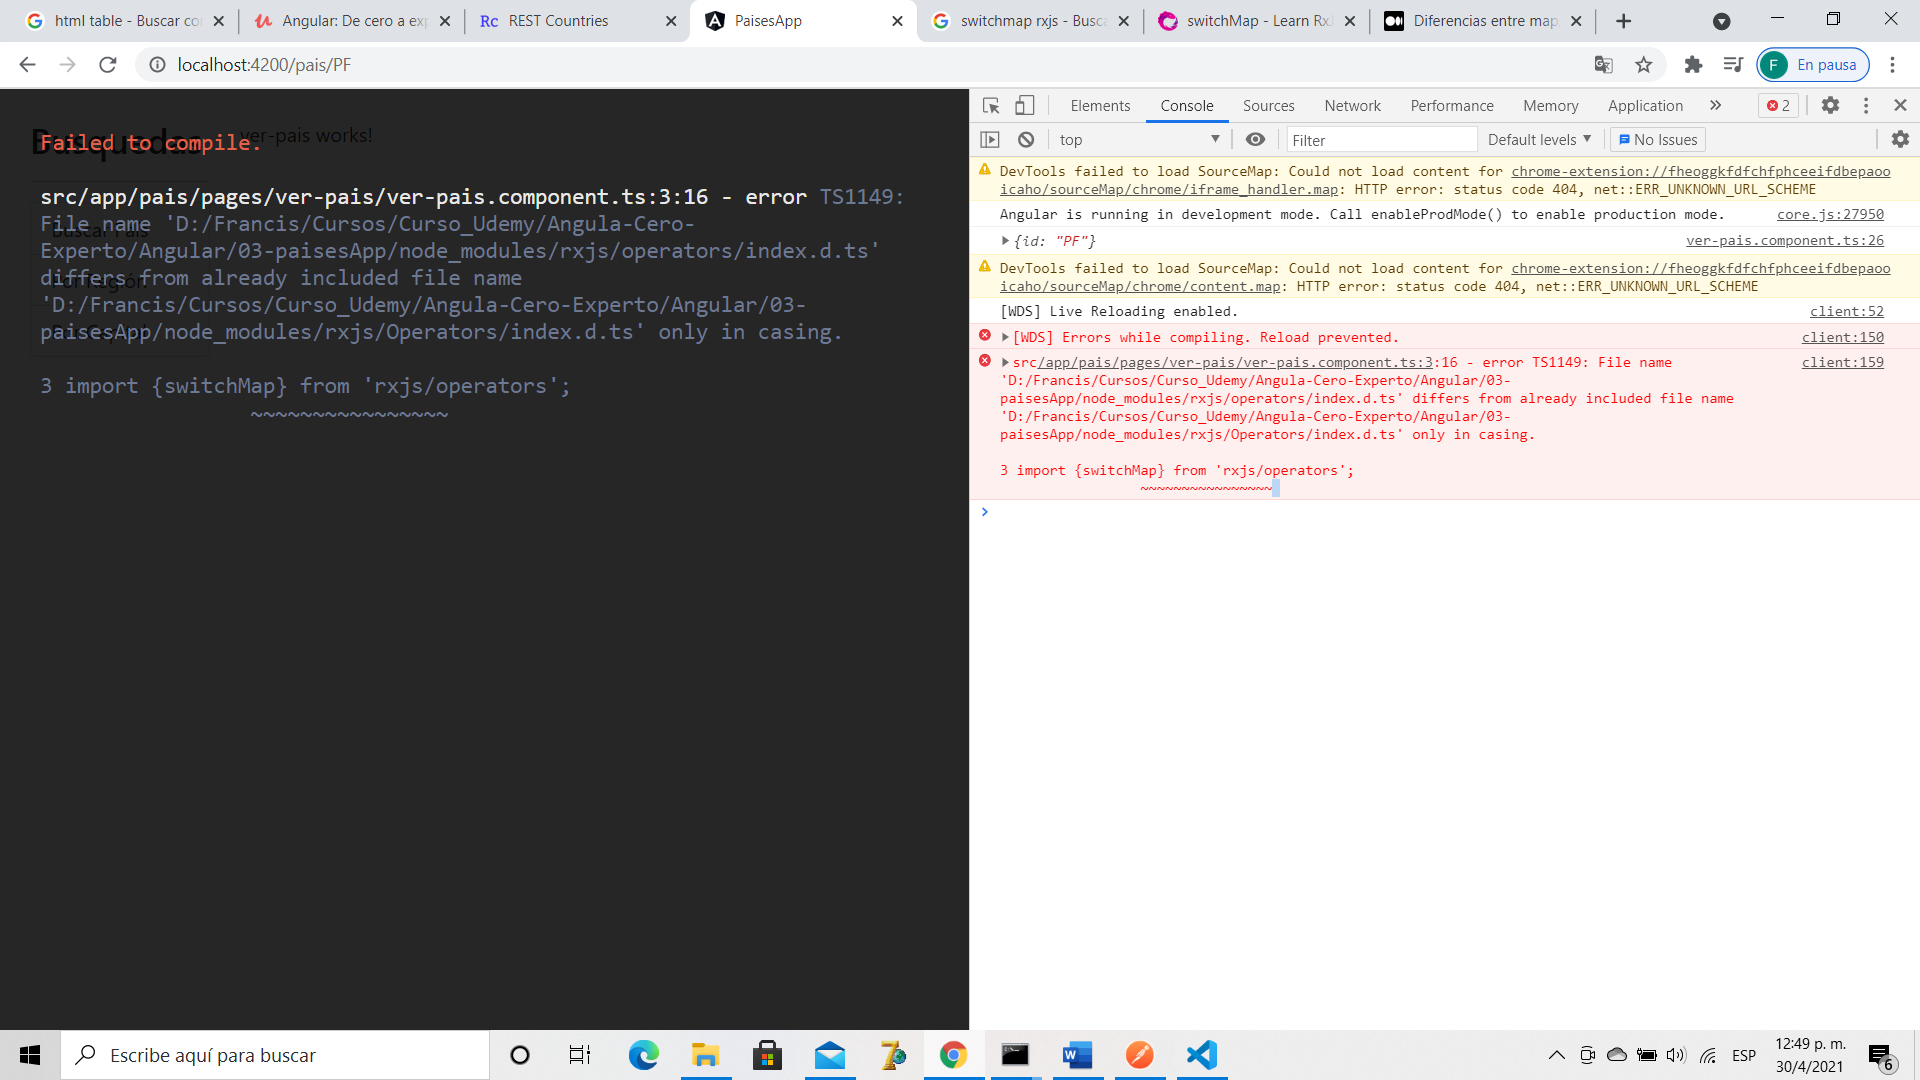 html table - Buscar co
Angular: De cero a exp
REST Countries
PaisesApp
switchmap rxjs - Busca
switchMap - Learn RxJ
Diferencias entre map
localhost:4200/pais/PF
F En pausa
Busquedas
ver-pais works!
Failed to compile.
src/app/pais/pages/ver-pais/ver-pais.component.ts:3:16 - error TS1149:
File name 'D:/Francis/Cursos/Curso_Udemy/Angula-Cero-
Experto/Angular/03-paisesApp/node_modules/rxjs/operators/index.d.ts'
differs from already included file name
'D:/Francis/Cursos/Curso_Udemy/Angula-Cero-Experto/Angular/03-
paisesApp/node_modules/rxjs/Operators/index.d.ts' only in casing.
3 import {switchMap} from 'rxjs/operators';
~~~~~~~~~~~~~~~~
Elements Console Sources Network Performance Memory Application » 2
top Filter Default levels No Issues
DevTools failed to load SourceMap: Could not load content for chrome-extension://fheoggkfdfchfphceeifdbepaoo
icaho/sourceMap/chrome/iframe_handler.map: HTTP error: status code 404, net::ERR_UNKNOWN_URL_SCHEME
Angular is running in development mode. Call enableProdMode() to enable production mode. core.js:27950
{id: "PF"} ver-pais.component.ts:26
DevTools failed to load SourceMap: Could not load content for chrome-extension://fheoggkfdfchfphceeifdbepaoo
icaho/sourceMap/chrome/content.map: HTTP error: status code 404, net::ERR_UNKNOWN_URL_SCHEME
[WDS] Live Reloading enabled. client:52
[WDS] Errors while compiling. Reload prevented. client:150
src/app/pais/pages/ver-pais/ver-pais.component.ts:3:16 - error TS1149: File name client:159
'D:/Francis/Cursos/Curso_Udemy/Angula-Cero-Experto/Angular/03-
paisesApp/node_modules/rxjs/operators/index.d.ts' differs from already included file name
'D:/Francis/Cursos/Curso_Udemy/Angula-Cero-Experto/Angular/03-
paisesApp/node_modules/rxjs/Operators/index.d.ts' only in casing.
3 import {switchMap} from 'rxjs/operators';
~~~~~~~~~~~~~~~~
Escribe aquí para buscar
ESP
12:49 p. m.
30/4/2021
6